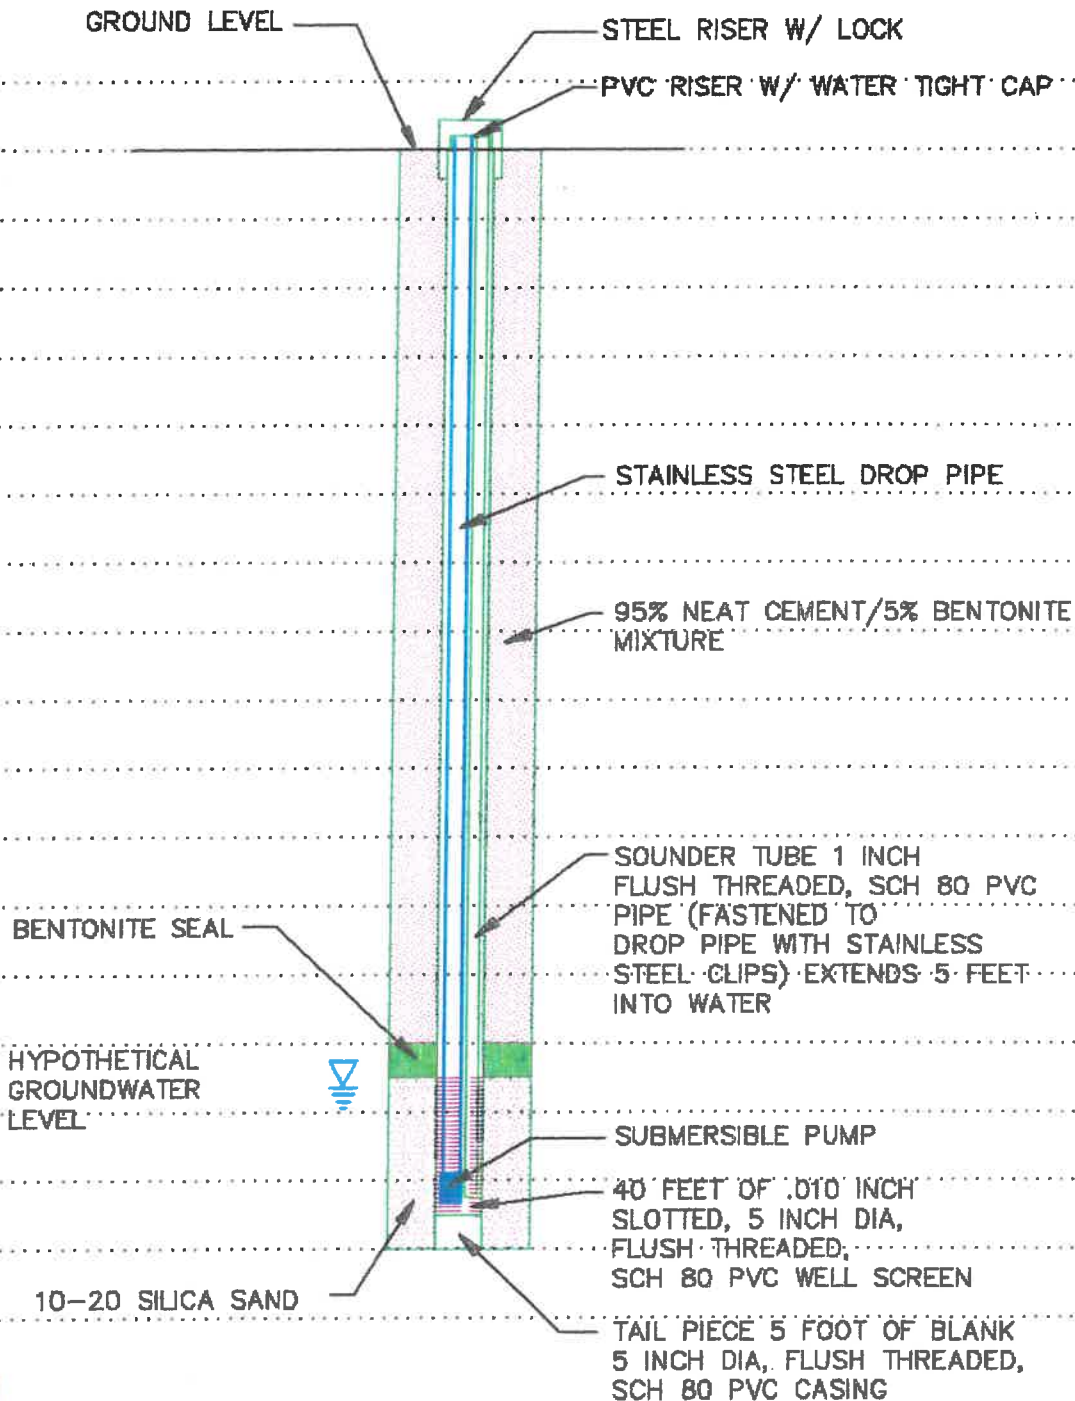 GROUND LEVEL
STEEL RISER W/ LOCK
PVC RISER W/ WATER TIGHT CAP
STAINLESS STEEL DROP PIPE
95% NEAT CEMENT/5% BENTONITE
MIXTURE
SOUNDER TUBE 1 INCH
FLUSH THREADED, SCH 80 PVC
PIPE (FASTENED TO
DROP PIPE WITH STAINLESS
STEEL CLIPS) EXTENDS 5 FEET
INTO WATER
BENTONITE SEAL
HYPOTHETICAL
GROUNDWATER
LEVEL
SUBMERSIBLE PUMP
40 FEET OF .010 INCH
SLOTTED, 5 INCH DIA,
FLUSH THREADED,
SCH 80 PVC WELL SCREEN
10-20 SILICA SAND
TAIL PIECE 5 FOOT OF BLANK
5 INCH DIA, FLUSH THREADED,
SCH 80 PVC CASING